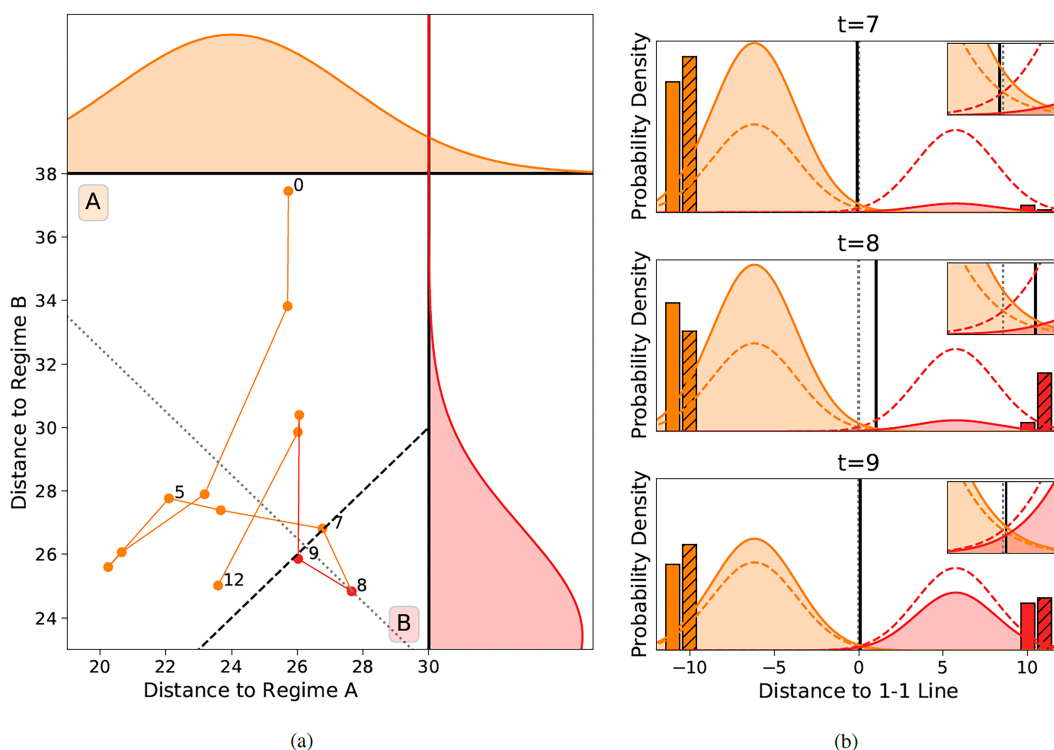 A
B
0
5
7
8
9
12
38
36
34
32
30
28
26
24
20
22
24
26
28
30
Distance to Regime A
Distance to Regime B
(a)
t=7
Probability Density
t=8
Probability Density
t=9
Probability Density
−10
−5
0
5
10
Distance to 1-1 Line
(b)